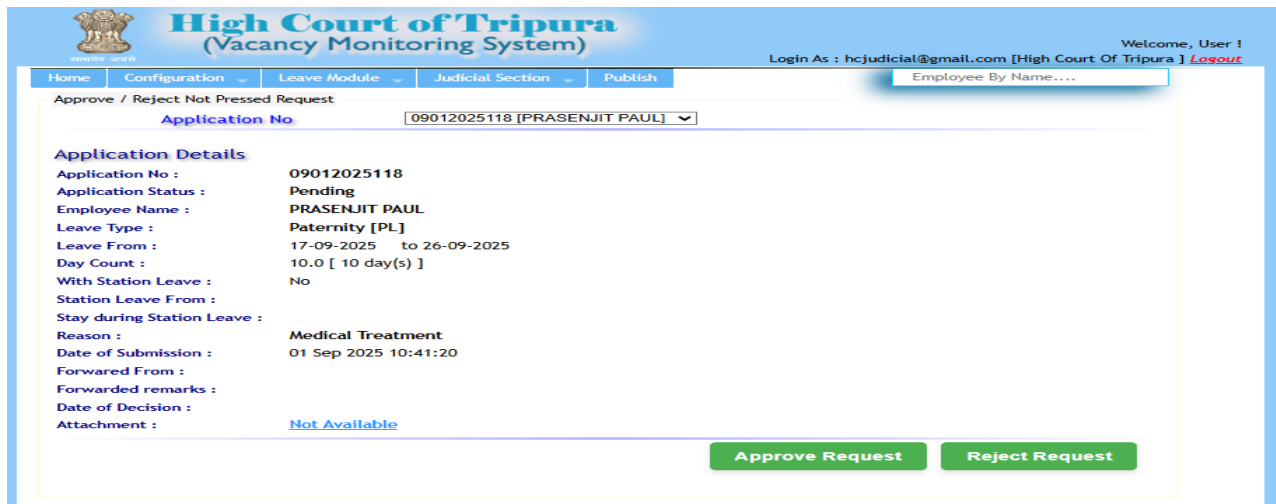 High Court of Tripura
(Vacancy Monitoring System)
सत्यमेव जयते
Welcome, User !
Login As : hcjudicial@gmail.com [High Court Of Tripura ] Logout
Home Configuration Leave Module Judicial Section Publish Employee By Name....
Approve / Reject Not Pressed Request
Application No 09012025118 [PRASENJIT PAUL]
Application Details
Application No : 09012025118
Application Status : Pending
Employee Name : PRASENJIT PAUL
Leave Type : Paternity [PL]
Leave From : 17-09-2025 to 26-09-2025
Day Count : 10.0 [ 10 day(s) ]
With Station Leave : No
Station Leave From :
Stay during Station Leave :
Reason : Medical Treatment
Date of Submission : 01 Sep 2025 10:41:20
Forwared From :
Forwarded remarks :
Date of Decision :
Attachment : Not Available
Approve Request Reject Request